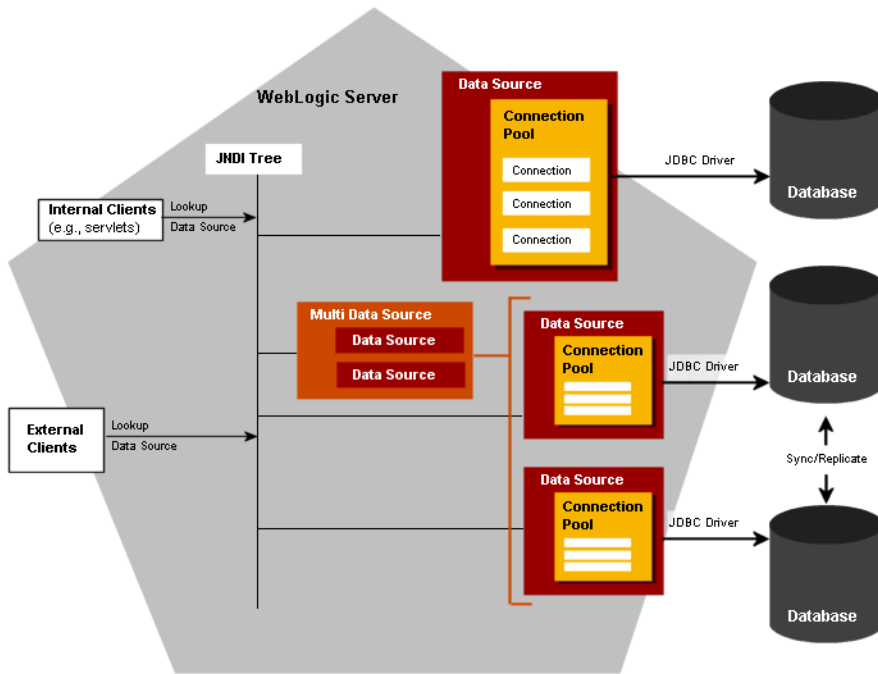 WebLogic Server
JNDI Tree
Internal Clients
(e.g., servlets)
Lookup
Data Source
Data Source
Connection
Pool
Connection
Connection
Connection
JDBC Driver
Database
Multi Data Source
Data Source
Data Source
Data Source
Connection
Pool
JDBC Driver
Database
External
Clients
Lookup
Data Source
Sync/Replicate
Data Source
Connection
Pool
JDBC Driver
Database